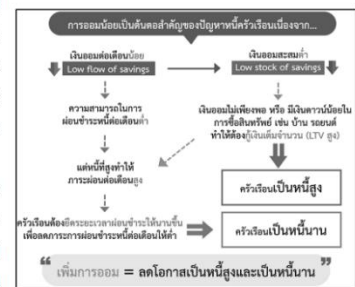 การออมน้อยเป็นต้นตอสำคัญของปัญหาหนี้ครัวเรือนเนื่องจาก...
เงินออมต่อเดือนน้อย
Low flow of savings
เงินออมสะสมต่ำ
Low stock of savings
ความสามารถในการ
ผ่อนชำระหนี้ต่อเดือนต่ำ
เงินออมไม่เพียงพอ หรือ มีเงินดาวน์น้อยใน
การซื้อสินทรัพย์ เช่น บ้าน รถยนต์
ทำให้ต้องกู้เงินเต็มจำนวน (LTV สูง)
แต่หนี้ที่สูงทำให้
ภาระผ่อนต่อเดือนสูง
ครัวเรือนเป็นหนี้สูง
ครัวเรือนต้องยืดระยะเวลาผ่อนชำระให้นานขึ้น
เพื่อลดภาระการผ่อนชำระหนี้ต่อเดือนให้ต่ำ
ครัวเรือนเป็นหนี้นาน
“ เพิ่มการออม = ลดโอกาสเป็นหนี้สูงและเป็นหนี้นาน ”